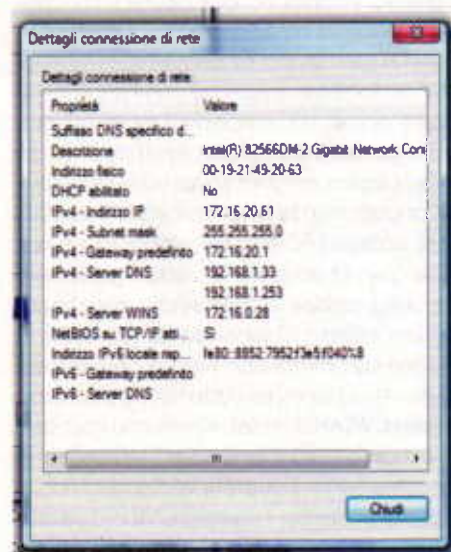 Dettagli connessione di rete
Dettagli connessione di rete
Proprietà Valore
Suffisso DNS specifico d...
Descrizione Intel(R) 82566DM-2 Gigabit Network Con
Indirizzo fisico 00-19-21-49-20-63
DHCP abilitato No
IPv4 - Indirizzo IP 172.16.20.61
IPv4 - Subnet mask 255.255.255.0
IPv4 - Gateway predefinito 172.16.20.1
IPv4 - Server DNS 192.168.1.33
192.168.1.253
IPv4 - Server WINS 172.16.0.28
NetBIOS su TCP/IP atti... Sì
Indirizzo IPv6 locale rep...
IPv6 - Gateway predefinito
IPv6 - Server DNS
Chiudi